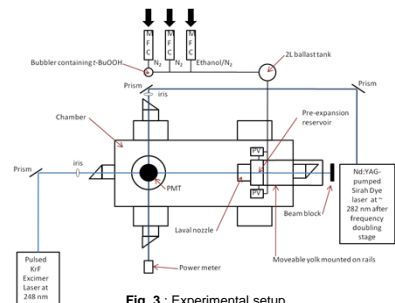 M
F
C
M
F
C
M
F
C
Bubbler containing t-BuOOH
N2
N2
Ethanol/N2
2L ballast tank
Prism
iris
Prism
Chamber
Pre-expansion
reservoir
Prism
iris
PV
PV
PMT
Laval nozzle
Beam block
Nd:YAG-
pumped
Sirah Dye
laser at ~
282 nm after
frequency
doubling
stage
Moveable yolk mounted on rails
Power meter
Pulsed
KrF
Excimer
Laser at
248 nm
Fig. 3 : Experimental setup